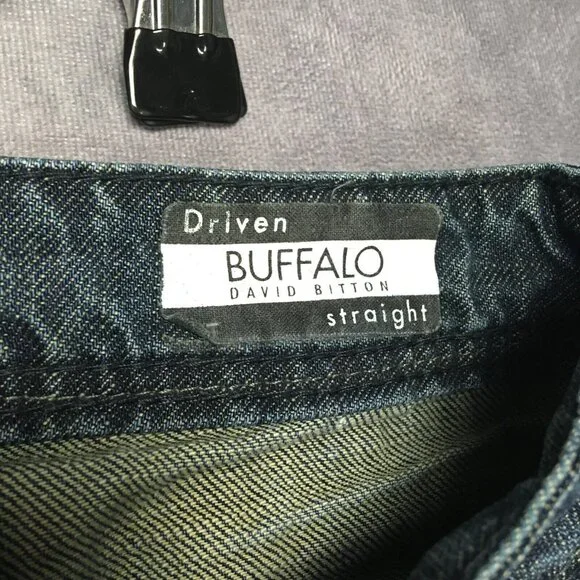 Driven
BUFFALO
DAVID BITTON
straight